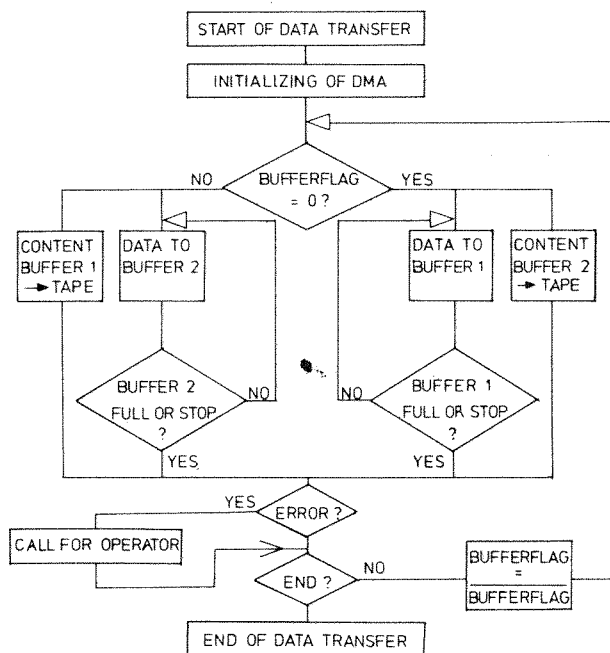 START OF DATA TRANSFER
INITIALIZING OF DMA
BUFFERFLAG
= 0 ?
NO
YES
CONTENT
BUFFER 1
→ TAPE
DATA TO
BUFFER 2
DATA TO
BUFFER 1
CONTENT
BUFFER 2
→ TAPE
BUFFER 2
FULL OR STOP
?
NO
YES
BUFFER 1
FULL OR STOP
?
NO
YES
ERROR ?
YES
CALL FOR OPERATOR
END ?
NO
BUFFERFLAG
=
B̅U̅F̅F̅E̅R̅F̅L̅A̅G̅
END OF DATA TRANSFER